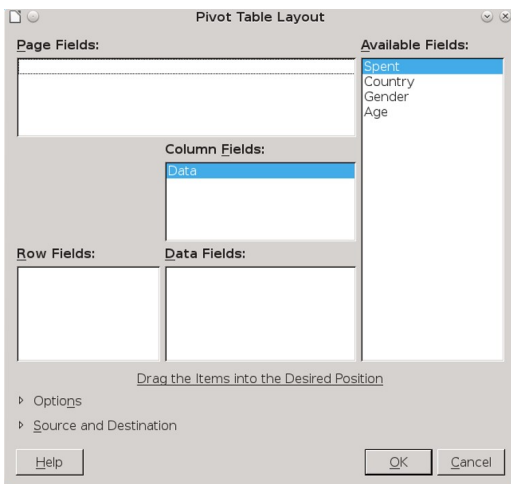 Pivot Table Layout
Page Fields:
Available Fields:
Spent
Country
Gender
Age
Column Fields:
Data
Row Fields:
Data Fields:
Drag the Items into the Desired Position
Options
Source and Destination
Help
OK
Cancel